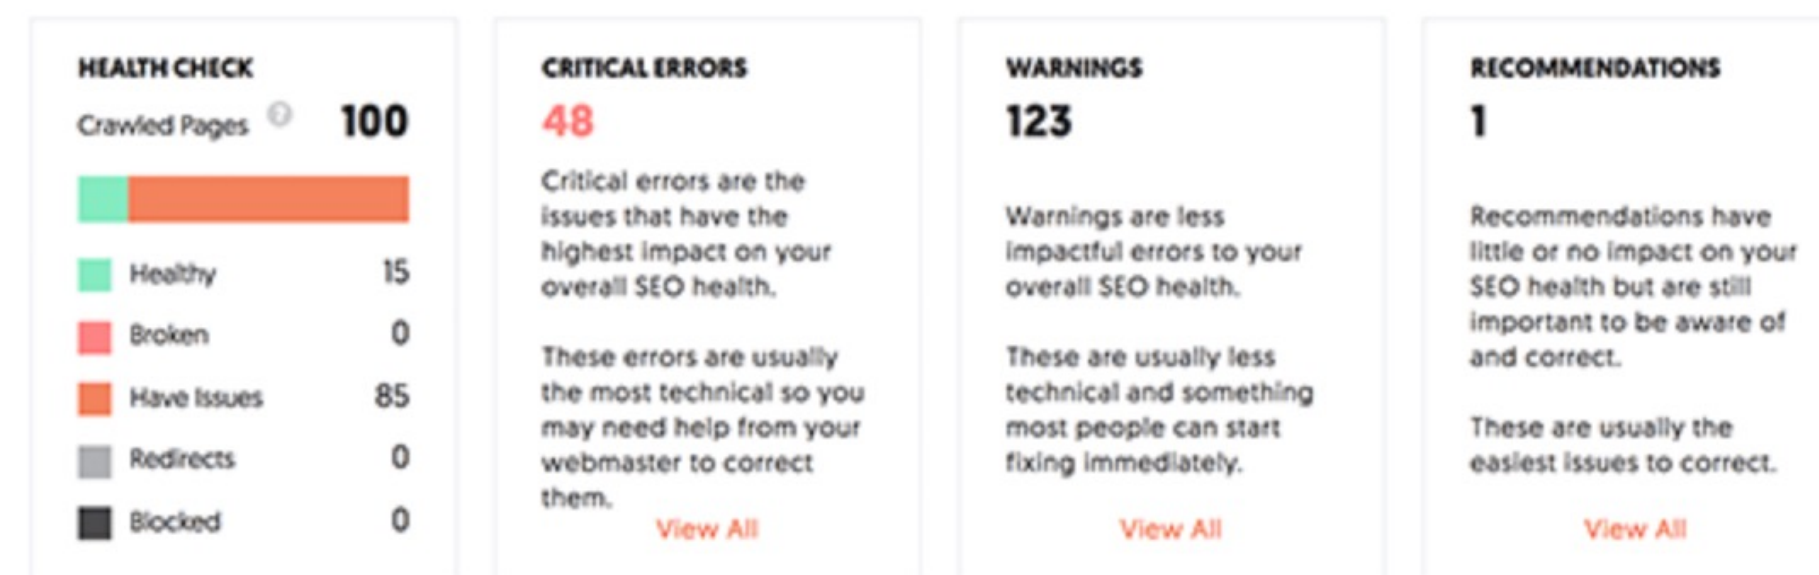 HEALTH CHECK
Crawled Pages ? 100
Healthy 15
Broken 0
Have Issues 85
Redirects 0
Blocked 0
CRITICAL ERRORS
48
Critical errors are the
issues that have the
highest impact on your
overall SEO health.
These errors are usually
the most technical so you
may need help from your
webmaster to correct
them.
View All
WARNINGS
123
Warnings are less
impactful errors to your
overall SEO health.
These are usually less
technical and something
most people can start
fixing immediately.
View All
RECOMMENDATIONS
1
Recommendations have
little or no impact on your
SEO health but are still
important to be aware of
and correct.
These are usually the
easiest issues to correct.
View All